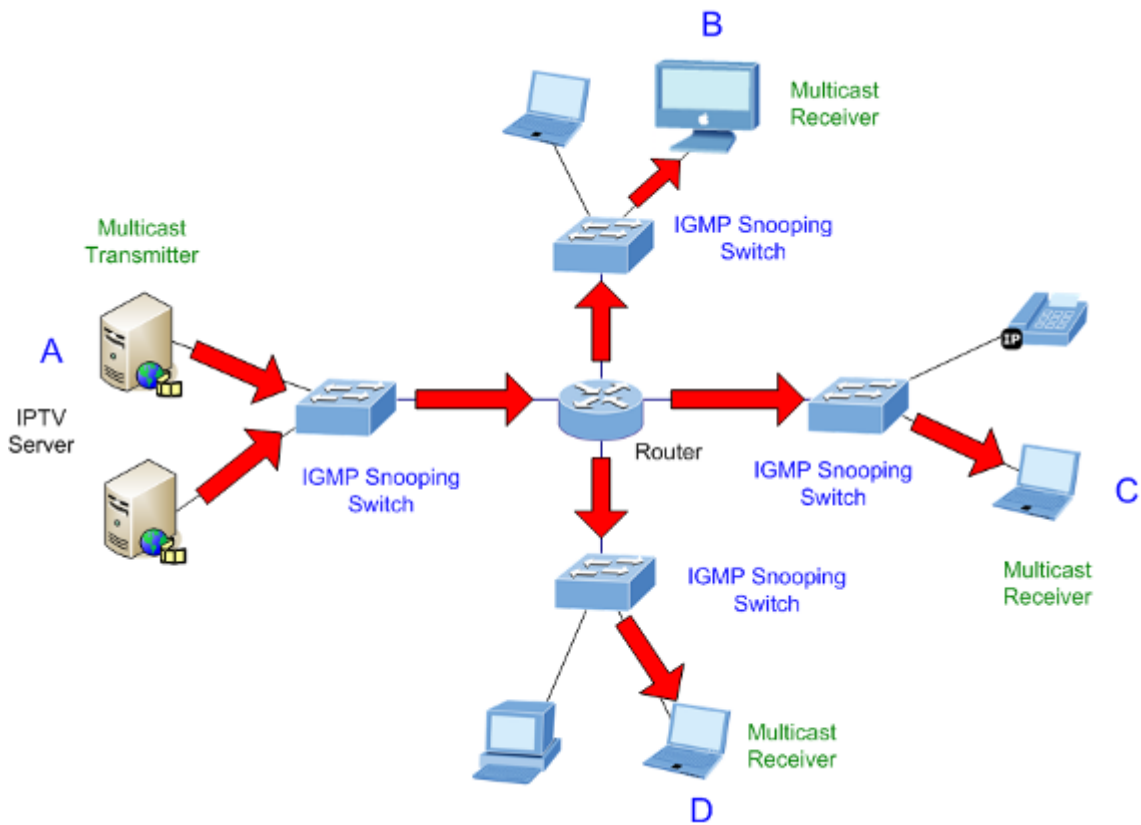 B
Multicast
Receiver
IGMP Snooping
Switch
Multicast
Transmitter
A
IPTV
Server
IGMP Snooping
Switch
Router
IP
IGMP Snooping
Switch
C
Multicast
Receiver
IGMP Snooping
Switch
Multicast
Receiver
D